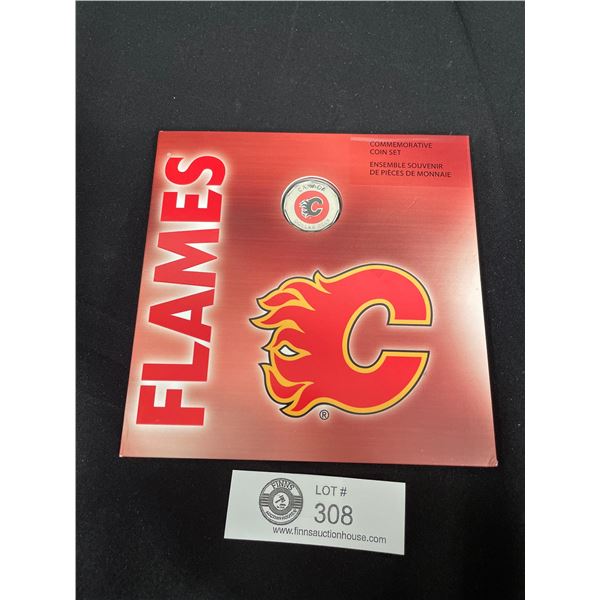 COMMEMORATIVE
COIN SET
ENSEMBLE SOUVENIR
DE PIÈCES DE MONNAIE
FLAMES
CANADA
C
C
®
FINNS
LOT #
308
www.finnsauctionhouse.com